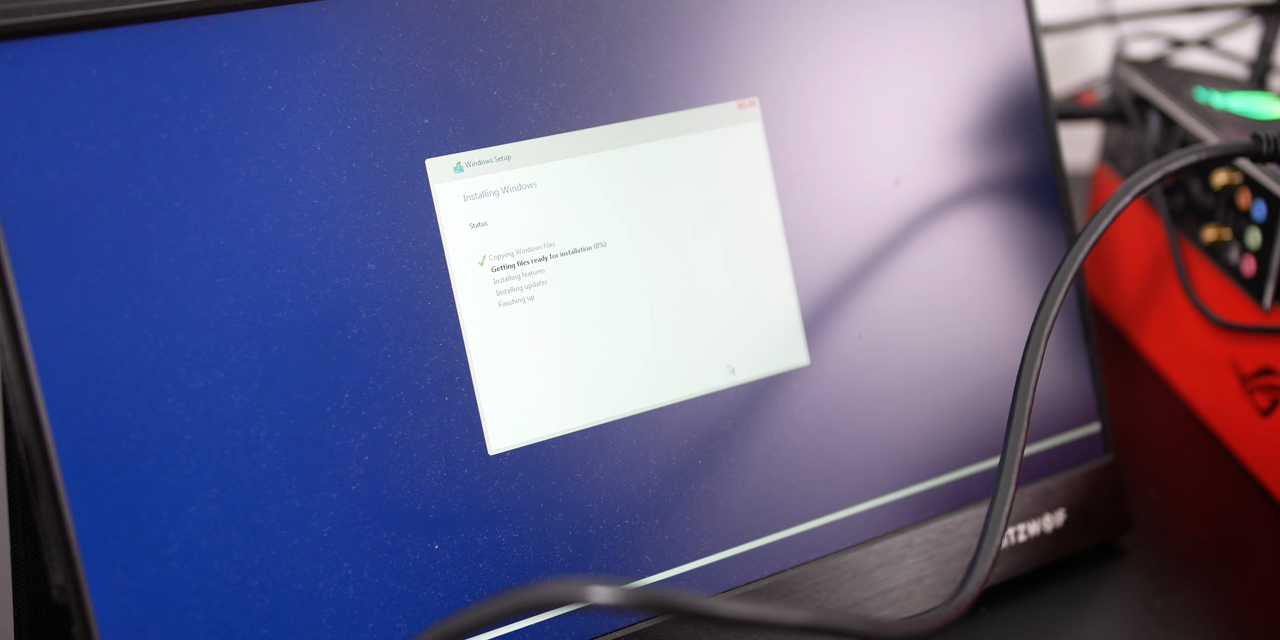 Windows Setup
Installing Windows
Status
Copying Windows files
Getting files ready for installation (0%)
Installing features
Installing updates
Finishing up